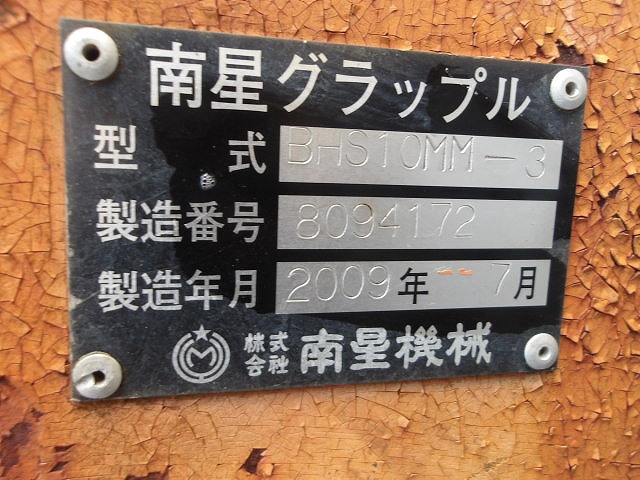 南星グラップル
型式 BHS10MM-3
製造番号 8094172
製造年月 2009年 7月
株式会社 南星機械